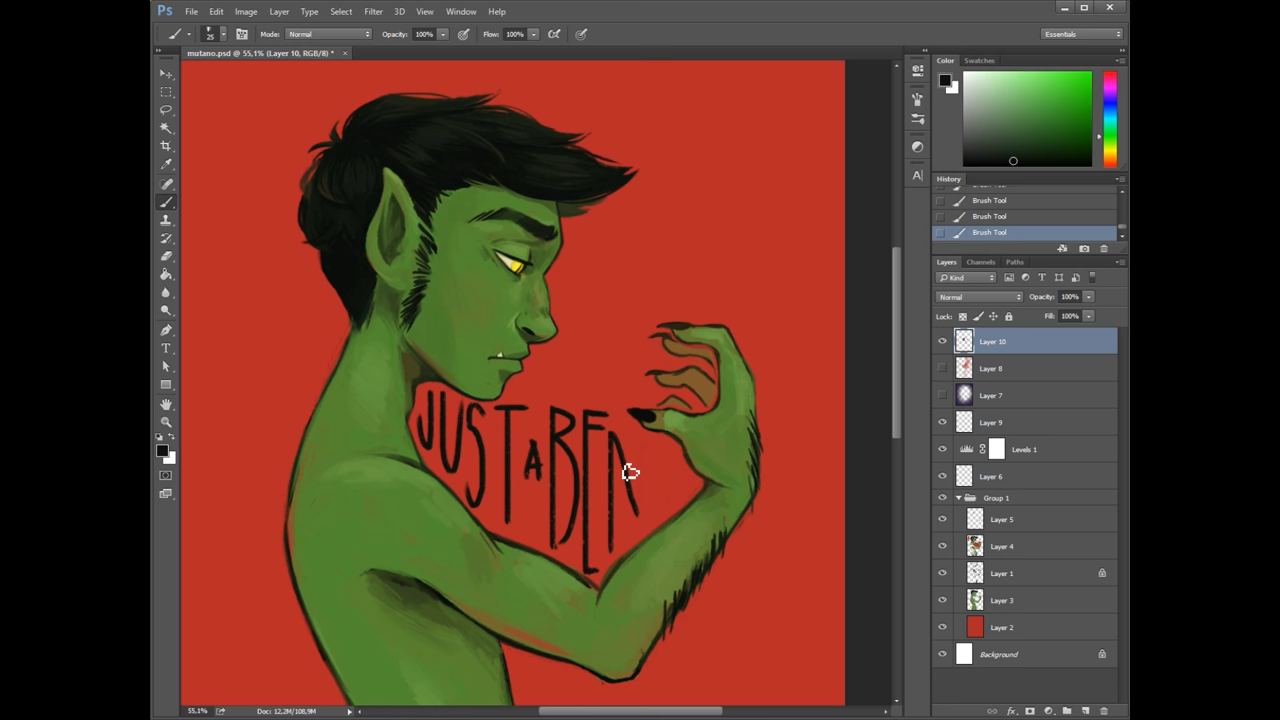 Ps File Edit Image Layer Type Select Filter 3D View Window Help
25 Mode: Normal Opacity: 100% Flow: 100% Essentials
mutano.psd @ 55,1% (Layer 10, RGB/8) * ×
Color Swatches
History
Brush Tool
Brush Tool
Brush Tool
Brush Tool
Layers Channels Paths
Kind
Normal Opacity: 100%
Lock: Fill: 100%
Layer 10
Layer 8
Layer 7
Layer 9
Levels 1
Layer 6
Group 1
Layer 5
Layer 4
Layer 1
Layer 3
Layer 2
Background
JUST A BEA
55.1% Doc: 12,2M/108,9M